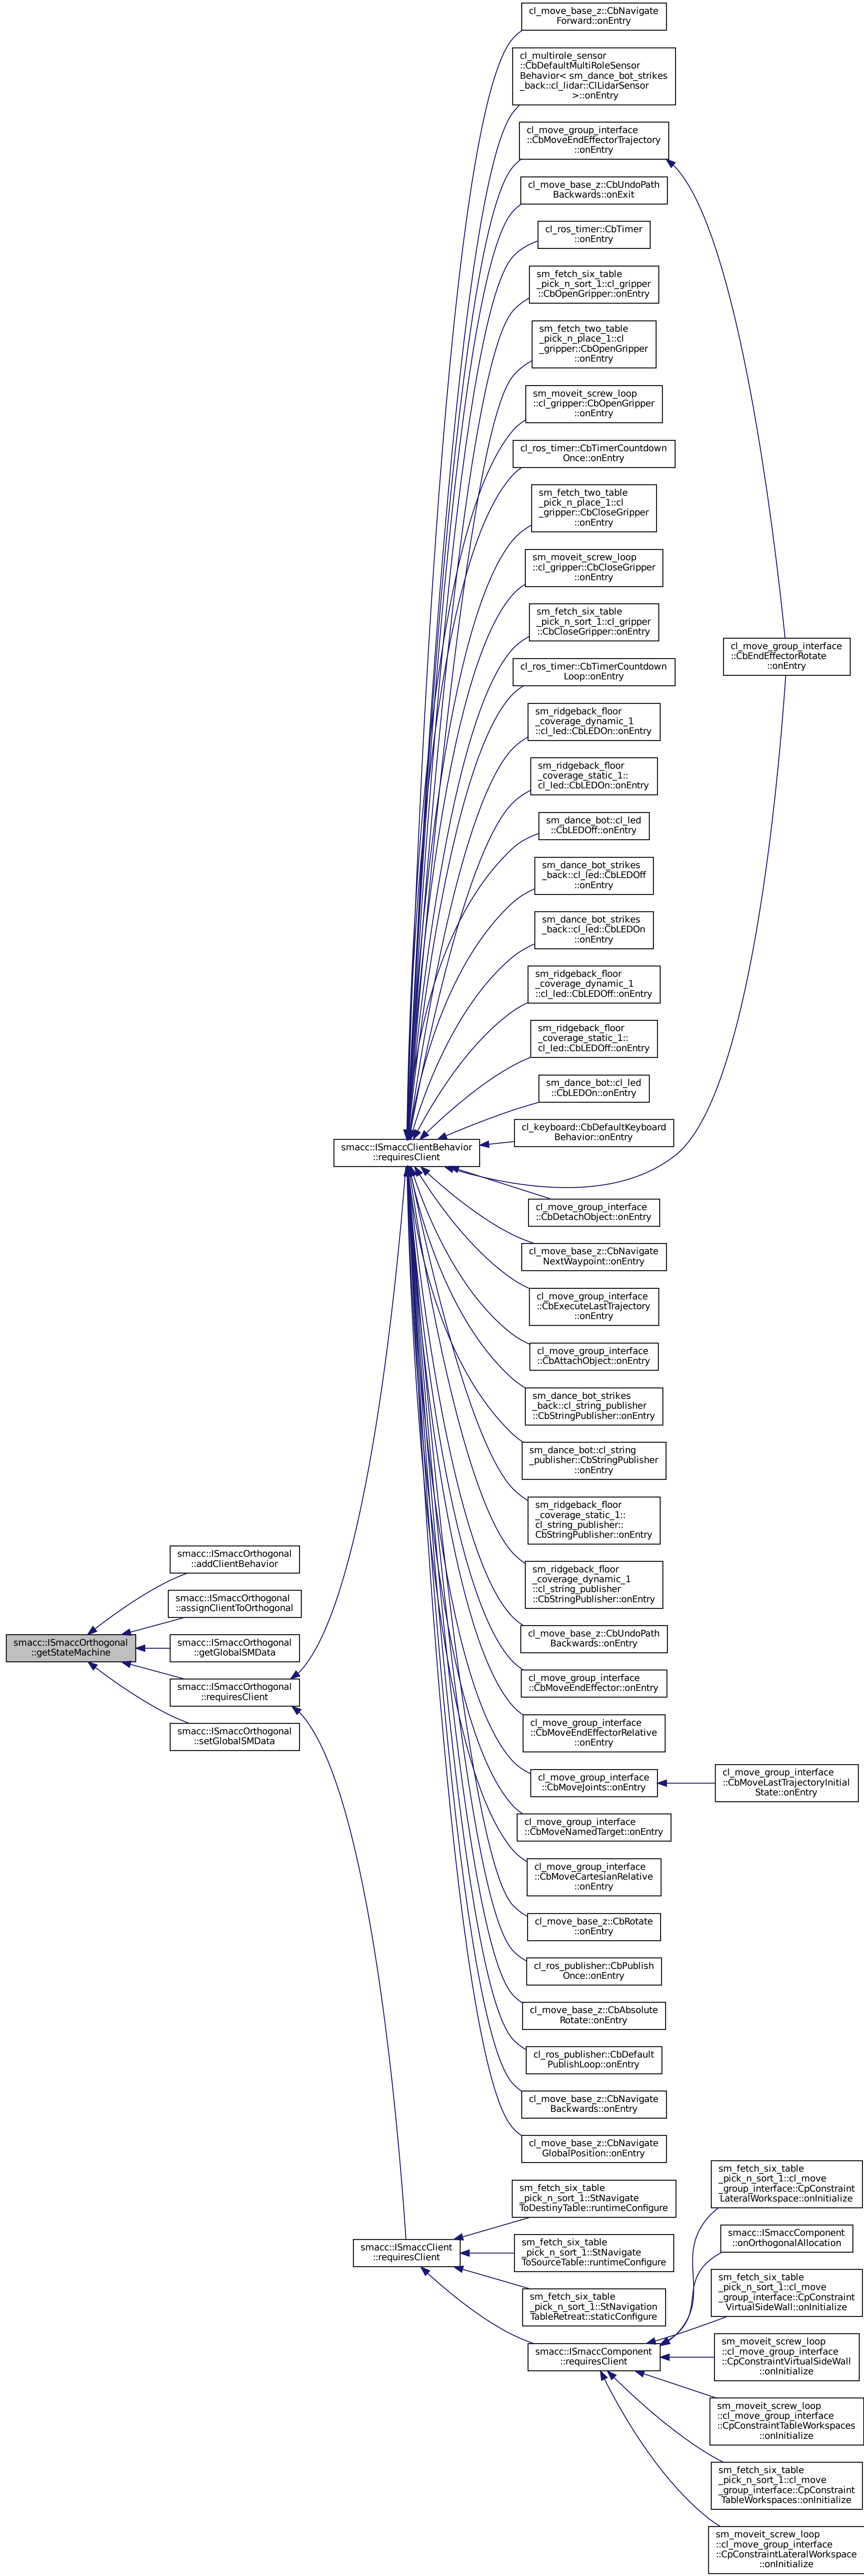 cl_move_base_z::CbNavigate
Forward::onEntry
cl_multirole_sensor
::CbDefaultMultiRoleSensor
Behavior< sm_dance_bot_strikes
_back::cl_lidar::ClLidarSensor
>::onEntry
cl_move_group_interface
::CbMoveEndEffectorTrajectory
::onEntry
cl_move_base_z::CbUndoPath
Backwards::onExit
cl_ros_timer::CbTimer
::onEntry
sm_fetch_six_table
_pick_n_sort_1::cl_gripper
::CbOpenGripper::onEntry
sm_fetch_two_table
_pick_n_place_1::cl
_gripper::CbOpenGripper
::onEntry
sm_moveit_screw_loop
::cl_gripper::CbOpenGripper
::onEntry
cl_ros_timer::CbTimerCountdown
Once::onEntry
sm_fetch_two_table
_pick_n_place_1::cl
_gripper::CbCloseGripper
::onEntry
sm_moveit_screw_loop
::cl_gripper::CbCloseGripper
::onEntry
sm_fetch_six_table
_pick_n_sort_1::cl_gripper
::CbCloseGripper::onEntry
cl_move_group_interface
::CbEndEffectorRotate
::onEntry
cl_ros_timer::CbTimerCountdown
Loop::onEntry
sm_ridgeback_floor
_coverage_dynamic_1
::cl_led::CbLEDOn::onEntry
sm_ridgeback_floor
_coverage_static_1::
cl_led::CbLEDOn::onEntry
sm_dance_bot::cl_led
::CbLEDOff::onEntry
sm_dance_bot_strikes
_back::cl_led::CbLEDOff
::onEntry
sm_dance_bot_strikes
_back::cl_led::CbLEDOn
::onEntry
sm_ridgeback_floor
_coverage_dynamic_1
::cl_led::CbLEDOff::onEntry
sm_ridgeback_floor
_coverage_static_1::
cl_led::CbLEDOff::onEntry
sm_dance_bot::cl_led
::CbLEDOn::onEntry
cl_keyboard::CbDefaultKeyboard
Behavior::onEntry
smacc::ISmaccClientBehavior
::requiresClient
cl_move_group_interface
::CbDetachObject::onEntry
cl_move_base_z::CbNavigate
NextWaypoint::onEntry
cl_move_group_interface
::CbExecuteLastTrajectory
::onEntry
cl_move_group_interface
::CbAttachObject::onEntry
sm_dance_bot_strikes
_back::cl_string_publisher
::CbStringPublisher::onEntry
sm_dance_bot::cl_string
_publisher::CbStringPublisher
::onEntry
sm_ridgeback_floor
_coverage_static_1::
cl_string_publisher::
CbStringPublisher::onEntry
smacc::ISmaccOrthogonal
::addClientBehavior
sm_ridgeback_floor
_coverage_dynamic_1
::cl_string_publisher
::CbStringPublisher::onEntry
smacc::ISmaccOrthogonal
::assignClientToOrthogonal
smacc::ISmaccOrthogonal
::getStateMachine
smacc::ISmaccOrthogonal
::getGlobalSMData
cl_move_base_z::CbUndoPath
Backwards::onEntry
smacc::ISmaccOrthogonal
::requiresClient
cl_move_group_interface
::CbMoveEndEffector::onEntry
smacc::ISmaccOrthogonal
::setGlobalSMData
cl_move_group_interface
::CbMoveEndEffectorRelative
::onEntry
cl_move_group_interface
::CbMoveJoints::onEntry
cl_move_group_interface
::CbMoveLastTrajectoryInitial
State::onEntry
cl_move_group_interface
::CbMoveNamedTarget::onEntry
cl_move_group_interface
::CbMoveCartesianRelative
::onEntry
cl_move_base_z::CbRotate
::onEntry
cl_ros_publisher::CbPublish
Once::onEntry
cl_move_base_z::CbAbsolute
Rotate::onEntry
cl_ros_publisher::CbDefault
PublishLoop::onEntry
cl_move_base_z::CbNavigate
Backwards::onEntry
cl_move_base_z::CbNavigate
GlobalPosition::onEntry
sm_fetch_six_table
_pick_n_sort_1::cl_move
_group_interface::CpConstraint
LateralWorkspace::onInitialize
sm_fetch_six_table
_pick_n_sort_1::StNavigate
ToDestinyTable::runtimeConfigure
smacc::ISmaccComponent
::onOrthogonalAllocation
smacc::ISmaccClient
::requiresClient
sm_fetch_six_table
_pick_n_sort_1::StNavigate
ToSourceTable::runtimeConfigure
sm_fetch_six_table
_pick_n_sort_1::cl_move
_group_interface::CpConstraint
VirtualSideWall::onInitialize
sm_fetch_six_table
_pick_n_sort_1::StNavigation
TableRetreat::staticConfigure
smacc::ISmaccComponent
::requiresClient
sm_moveit_screw_loop
::cl_move_group_interface
::CpConstraintVirtualSideWall
::onInitialize
sm_moveit_screw_loop
::cl_move_group_interface
::CpConstraintTableWorkspaces
::onInitialize
sm_fetch_six_table
_pick_n_sort_1::cl_move
_group_interface::CpConstraint
TableWorkspaces::onInitialize
sm_moveit_screw_loop
::cl_move_group_interface
::CpConstraintLateralWorkspace
::onInitialize